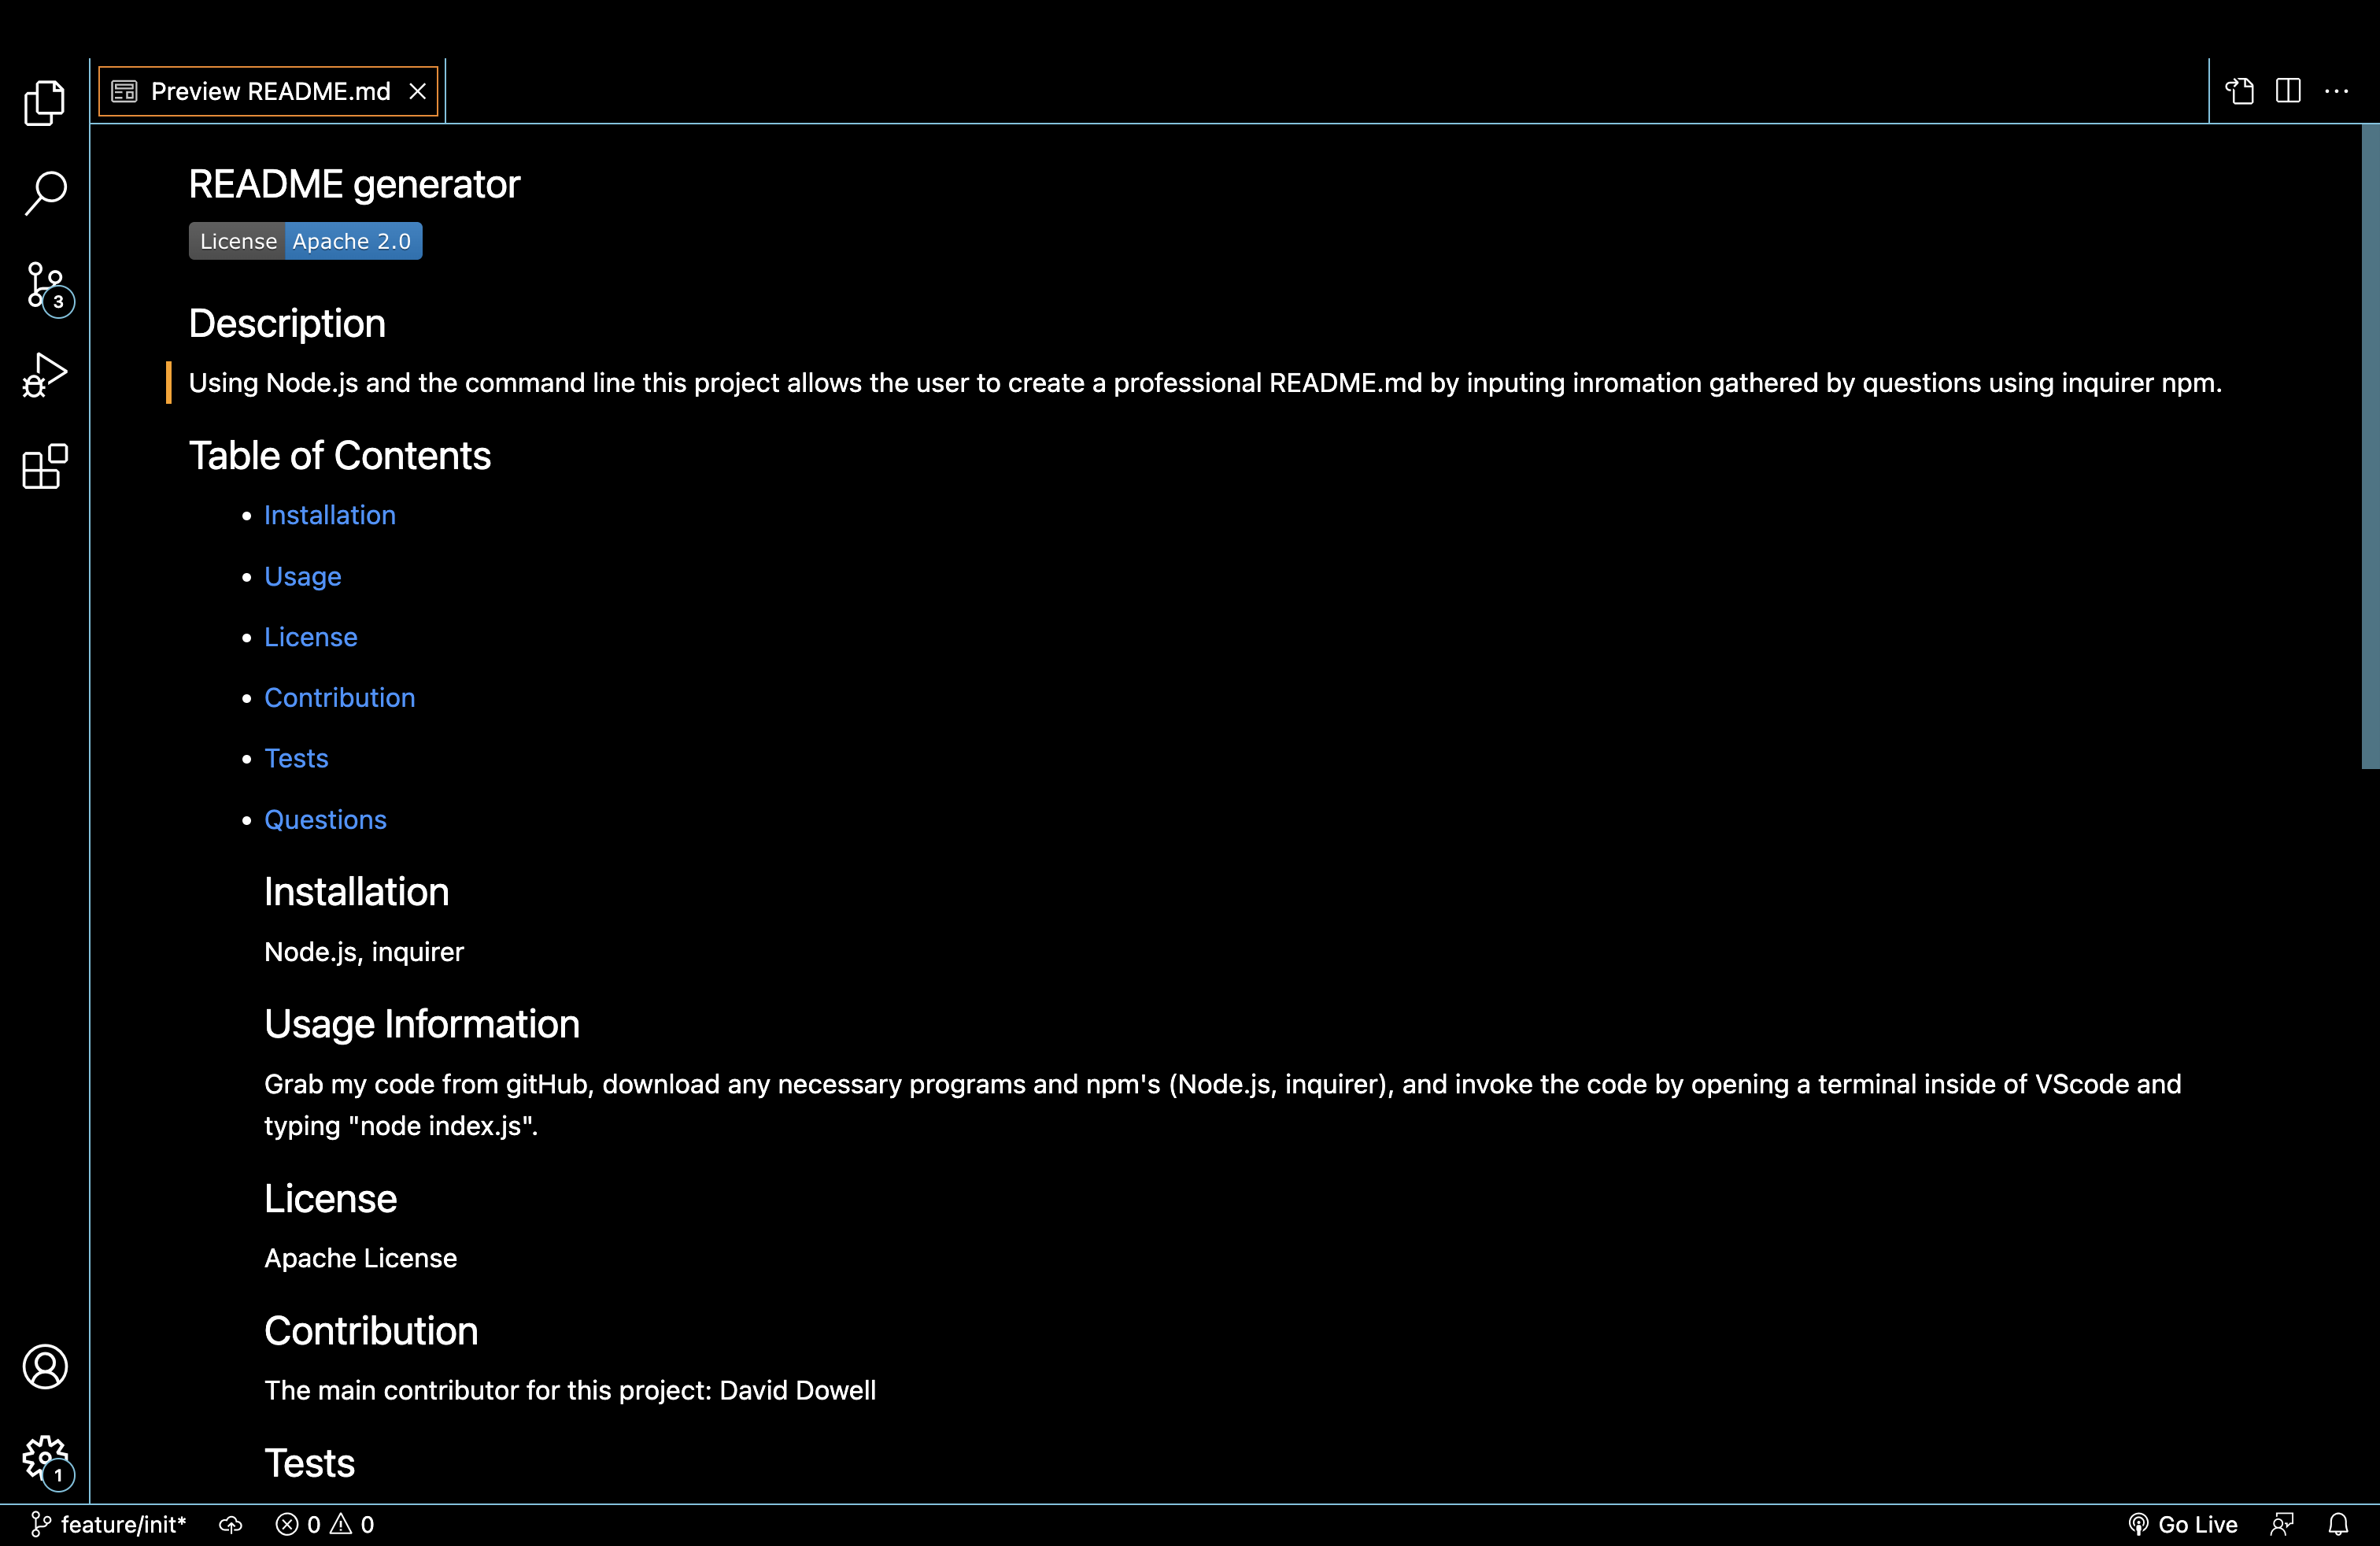 Preview README.md
README generator
License Apache 2.0
Description
Using Node.js and the command line this project allows the user to create a professional README.md by inputing inromation gathered by questions using inquirer npm.
Table of Contents
• Installation
• Usage
• License
• Contribution
• Tests
• Questions
Installation
Node.js, inquirer
Usage Information
Grab my code from gitHub, download any necessary programs and npm's (Node.js, inquirer), and invoke the code by opening a terminal inside of VScode and
typing "node index.js".
License
Apache License
Contribution
The main contributor for this project: David Dowell
Tests
3
1
feature/init* 0 0 Go Live